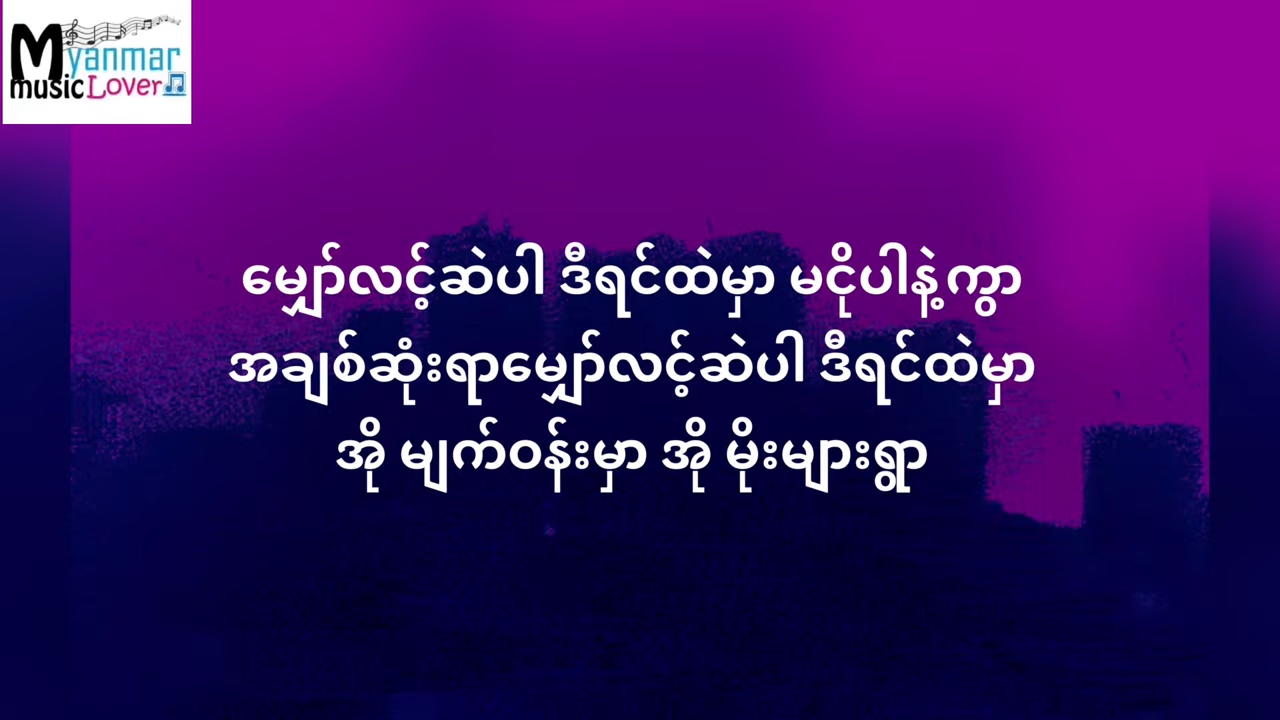 Myanmar
music Lover
မျှော်လင့်ဆဲပါ ဒီရင်ထဲမှာ မငိုပါနဲ့ကွာ
အချစ်ဆုံးရာမျှော်လင့်ဆဲပါ ဒီရင်ထဲမှာ
အို မျက်ဝန်းမှာ အို မိုးများရွာ